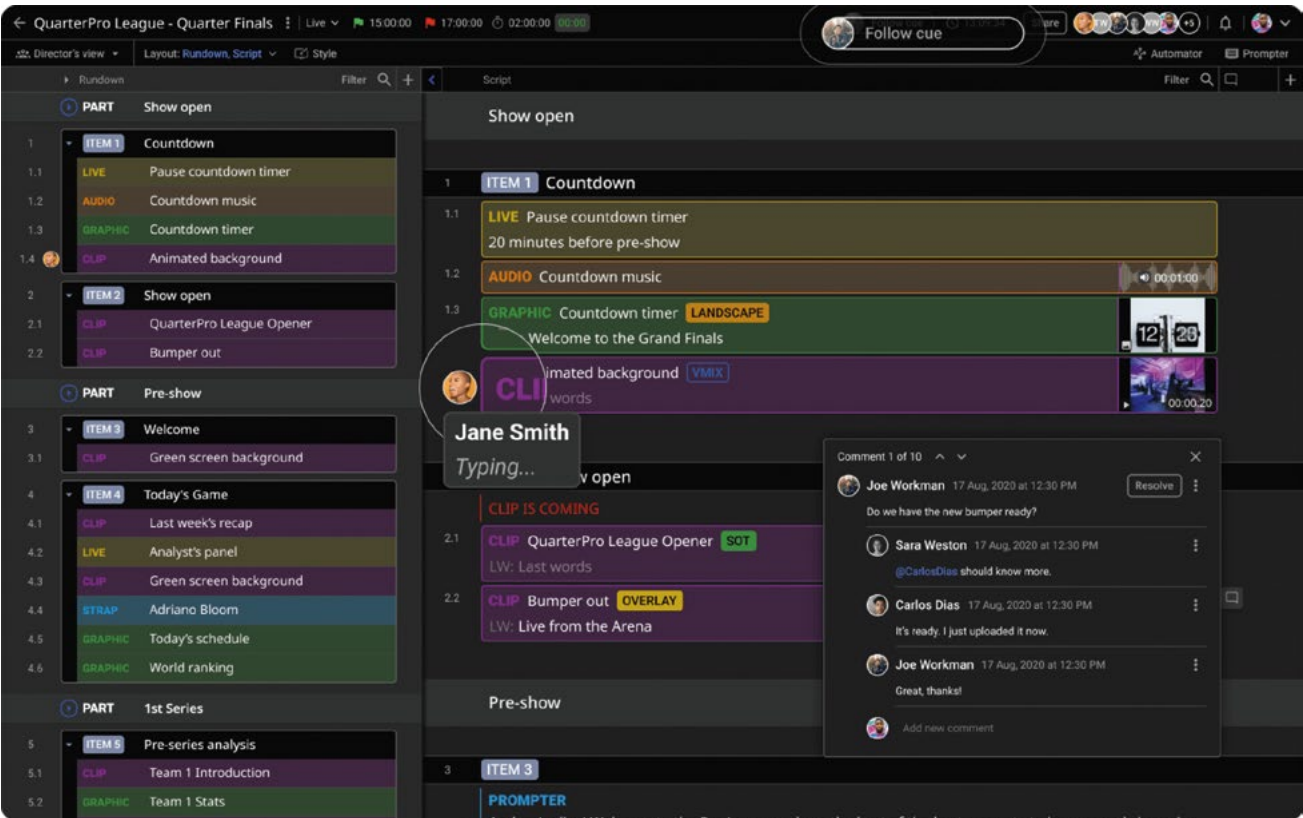 QuarterPro League - Quarter Finals Live 15:00:00 17:00:00 02:00:00 00:00 Follow cue Share +5
Director's view Layout: Rundown, Script Style Automator Prompter
Rundown Filter
PART Show open
1 ITEM 1 Countdown
1.1 LIVE Pause countdown timer
1.2 AUDIO Countdown music
1.3 GRAPHIC Countdown timer
1.4 CLIP Animated background
2 ITEM 2 Show open
2.1 CLIP QuarterPro League Opener
2.2 CLIP Bumper out
PART Pre-show
3 ITEM 3 Welcome
3.1 CLIP Green screen background
4 ITEM 4 Today's Game
4.1 CLIP Last week's recap
4.2 LIVE Analyst's panel
4.3 CLIP Green screen background
4.4 STRAP Adriano Bloom
4.5 GRAPHIC Today's schedule
4.6 GRAPHIC World ranking
PART 1st Series
5 ITEM 5 Pre-series analysis
5.1 CLIP Team 1 Introduction
5.2 GRAPHIC Team 1 Stats
Script Filter
Show open
1 ITEM 1 Countdown
1.1 LIVE Pause countdown timer
20 minutes before pre-show
1.2 AUDIO Countdown music 00:01:00
1.3 GRAPHIC Countdown timer LANDSCAPE
Welcome to the Grand Finals
12 26
CLI imated background VMIX
words
00:00:20
Jane Smith
Typing...
w open
CLIP IS COMING
2.1 CLIP QuarterPro League Opener SOT
LW: Last words
2.2 CLIP Bumper out OVERLAY
LW: Live from the Arena
Pre-show
3 ITEM 3
PROMPTER
Comment 1 of 10
Joe Workman 17 Aug, 2020 at 12:30 PM Resolve
Do we have the new bumper ready?
Sara Weston 17 Aug, 2020 at 12:30 PM
@CarlosDias should know more.
Carlos Dias 17 Aug, 2020 at 12:30 PM
It's ready. I just uploaded it now.
Joe Workman 17 Aug, 2020 at 12:30 PM
Great, thanks!
Add new comment